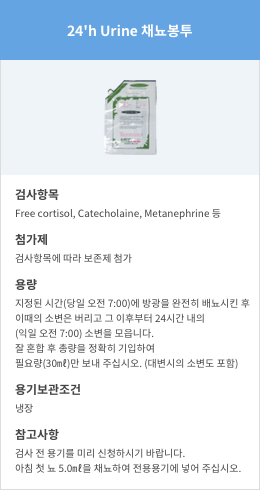 24'h Urine 채뇨봉투
검사항목
Free cortisol, Catecholaine, Metanephrine 등
첨가제
검사항목에 따라 보존제 첨가
용량
지정된 시간(당일 오전 7:00)에 방광을 완전히 배뇨시킨 후
이때의 소변은 버리고 그 이후부터 24시간 내의
(익일 오전 7:00) 소변을 모읍니다.
잘 혼합 후 총량을 정확히 기입하여
필요량(30㎖)만 보내 주십시오. (대변시의 소변도 포함)
용기보관조건
냉장
참고사항
검사 전 용기를 미리 신청하시기 바랍니다.
아침 첫 뇨 5.0㎖을 채뇨하여 전용용기에 넣어 주십시오.